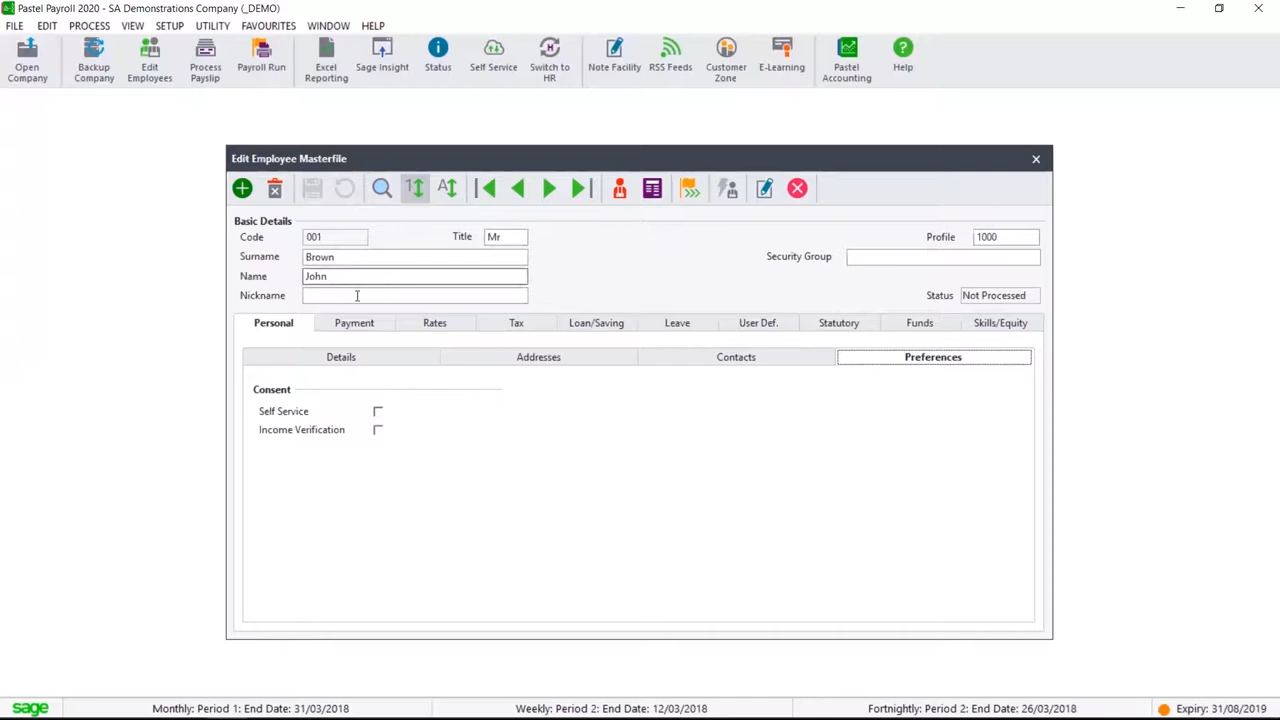 Pastel Payroll 2020 - SA Demonstrations Company (_DEMO)
FILE EDIT PROCESS VIEW SETUP UTILITY FAVOURITES WINDOW HELP
Open Company
Backup Company
Edit Employees
Process Payslip
Payroll Run
Excel Reporting
Sage Insight
Status
Self Service
Switch to HR
Note Facility
RSS Feeds
Customer Zone
E-Learning
Pastel Accounting
Help
Edit Employee Masterfile
Basic Details
Code 001 Title Mr Profile 1000
Surname Brown Security Group
Name John
Nickname Status Not Processed
Personal Payment Rates Tax Loan/Saving Leave User Def. Statutory Funds Skills/Equity
Details Addresses Contacts Preferences
Consent
Self Service
Income Verification
sage Monthly: Period 1: End Date: 31/03/2018 Weekly: Period 2: End Date: 12/03/2018 Fortnightly: Period 2: End Date: 26/03/2018 Expiry: 31/08/2019